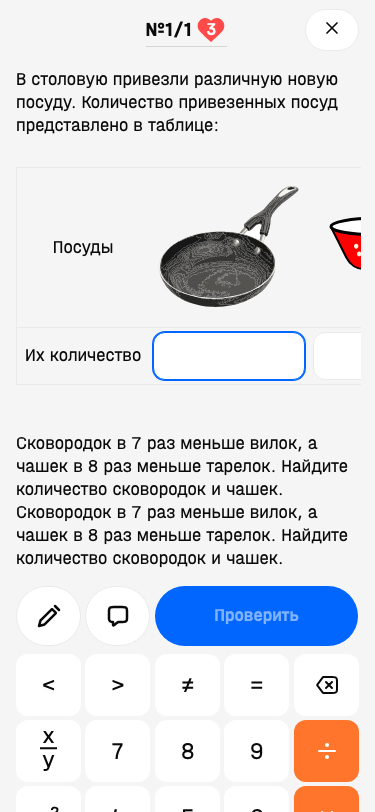 №1/1 3
В столовую привезли различную новую
посуду. Количество привезенных посуд
представлено в таблице:
Посуды
Их количество
Сковородок в 7 раз меньше вилок, а
чашек в 8 раз меньше тарелок. Найдите
количество сковородок и чашек.
Сковородок в 7 раз меньше вилок, а
чашек в 8 раз меньше тарелок. Найдите
количество сковородок и чашек.
Проверить
< > ≠ =
x/y 7 8 9 ÷